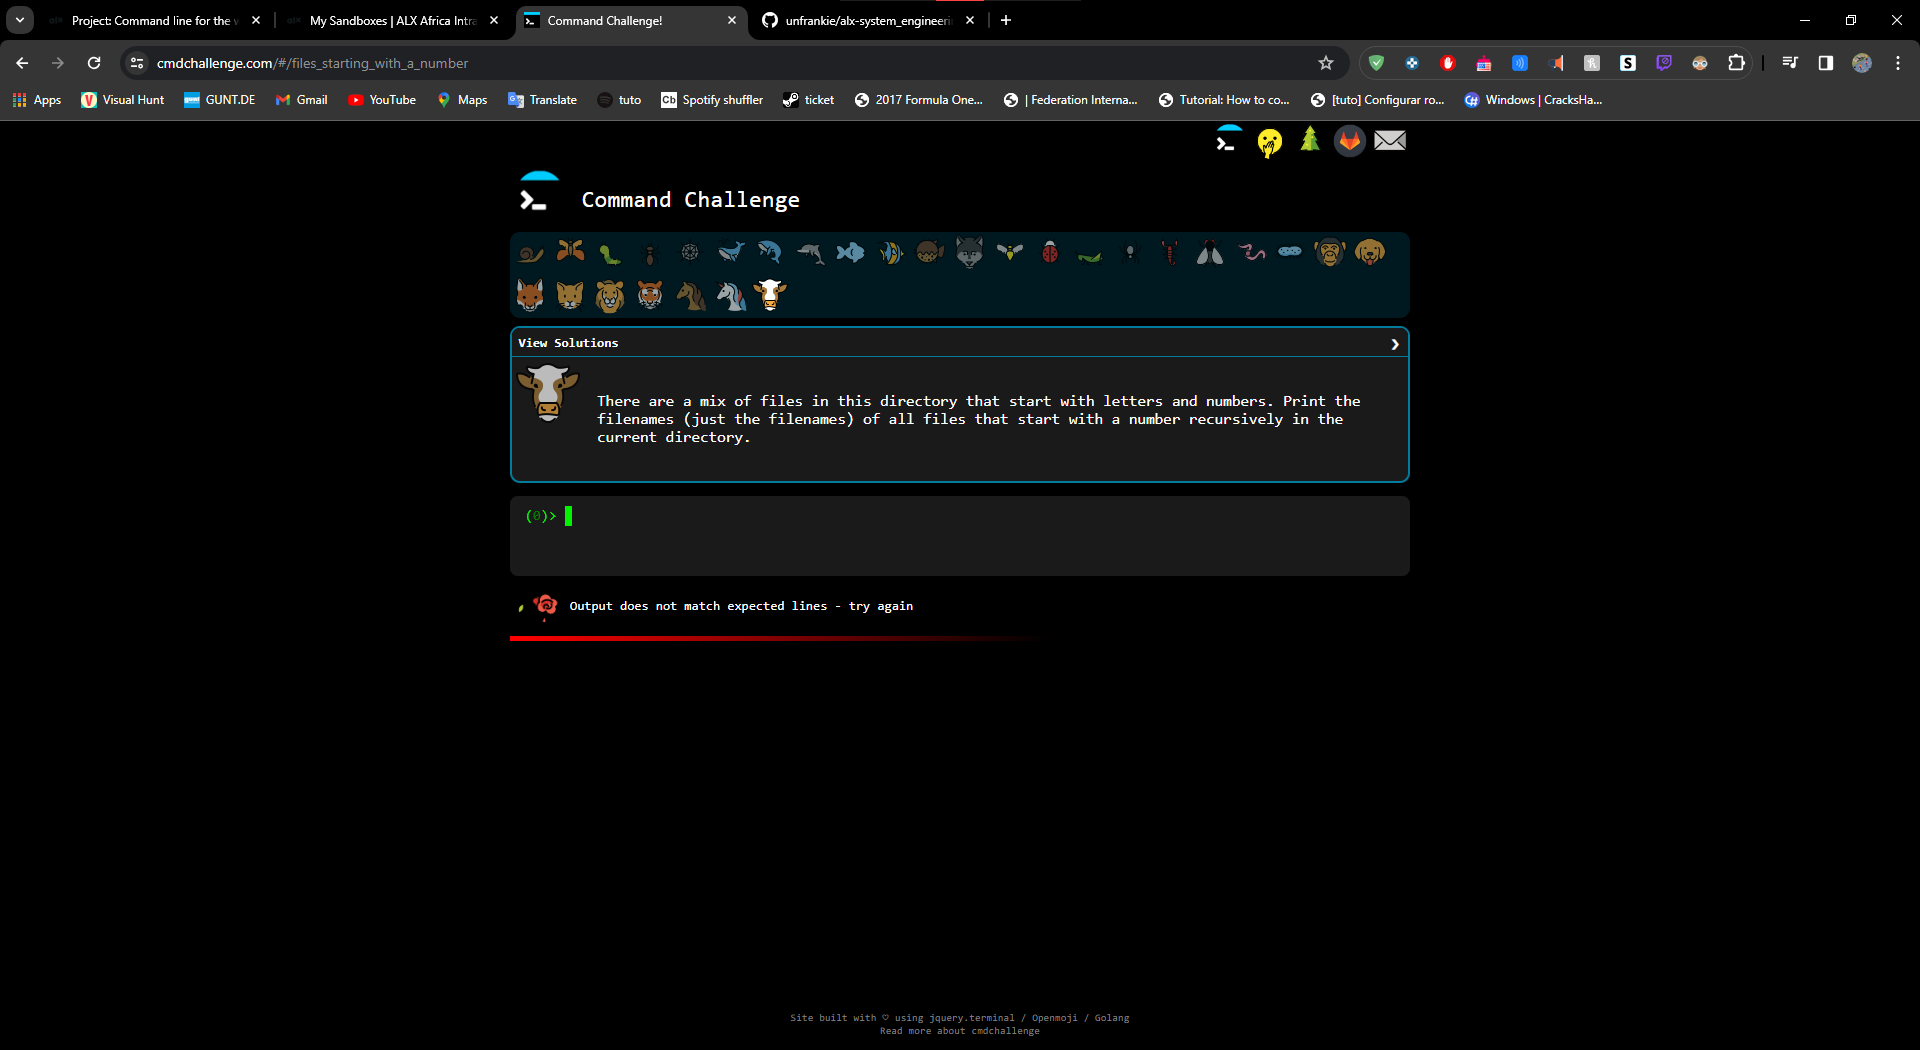 Project: Command line for the
My Sandboxes | ALX Africa Intra
Command Challenge!
unfrankie/alx-system_engineeri
cmdchallenge.com/#/files_starting_with_a_number
Apps
Visual Hunt
GUNT.DE
Gmail
YouTube
Maps
Translate
tuto
Cb Spotify shuffler
ticket
2017 Formula One...
| Federation Interna...
Tutorial: How to co...
[tuto] Configurar ro...
Windows | CracksHa...
Command Challenge
View Solutions
There are a mix of files in this directory that start with letters and numbers. Print the
filenames (just the filenames) of all files that start with a number recursively in the
current directory.
(0)>
Output does not match expected lines - try again
Site built with ♡ using jquery.terminal / Openmoji / Golang
Read more about cmdchallenge